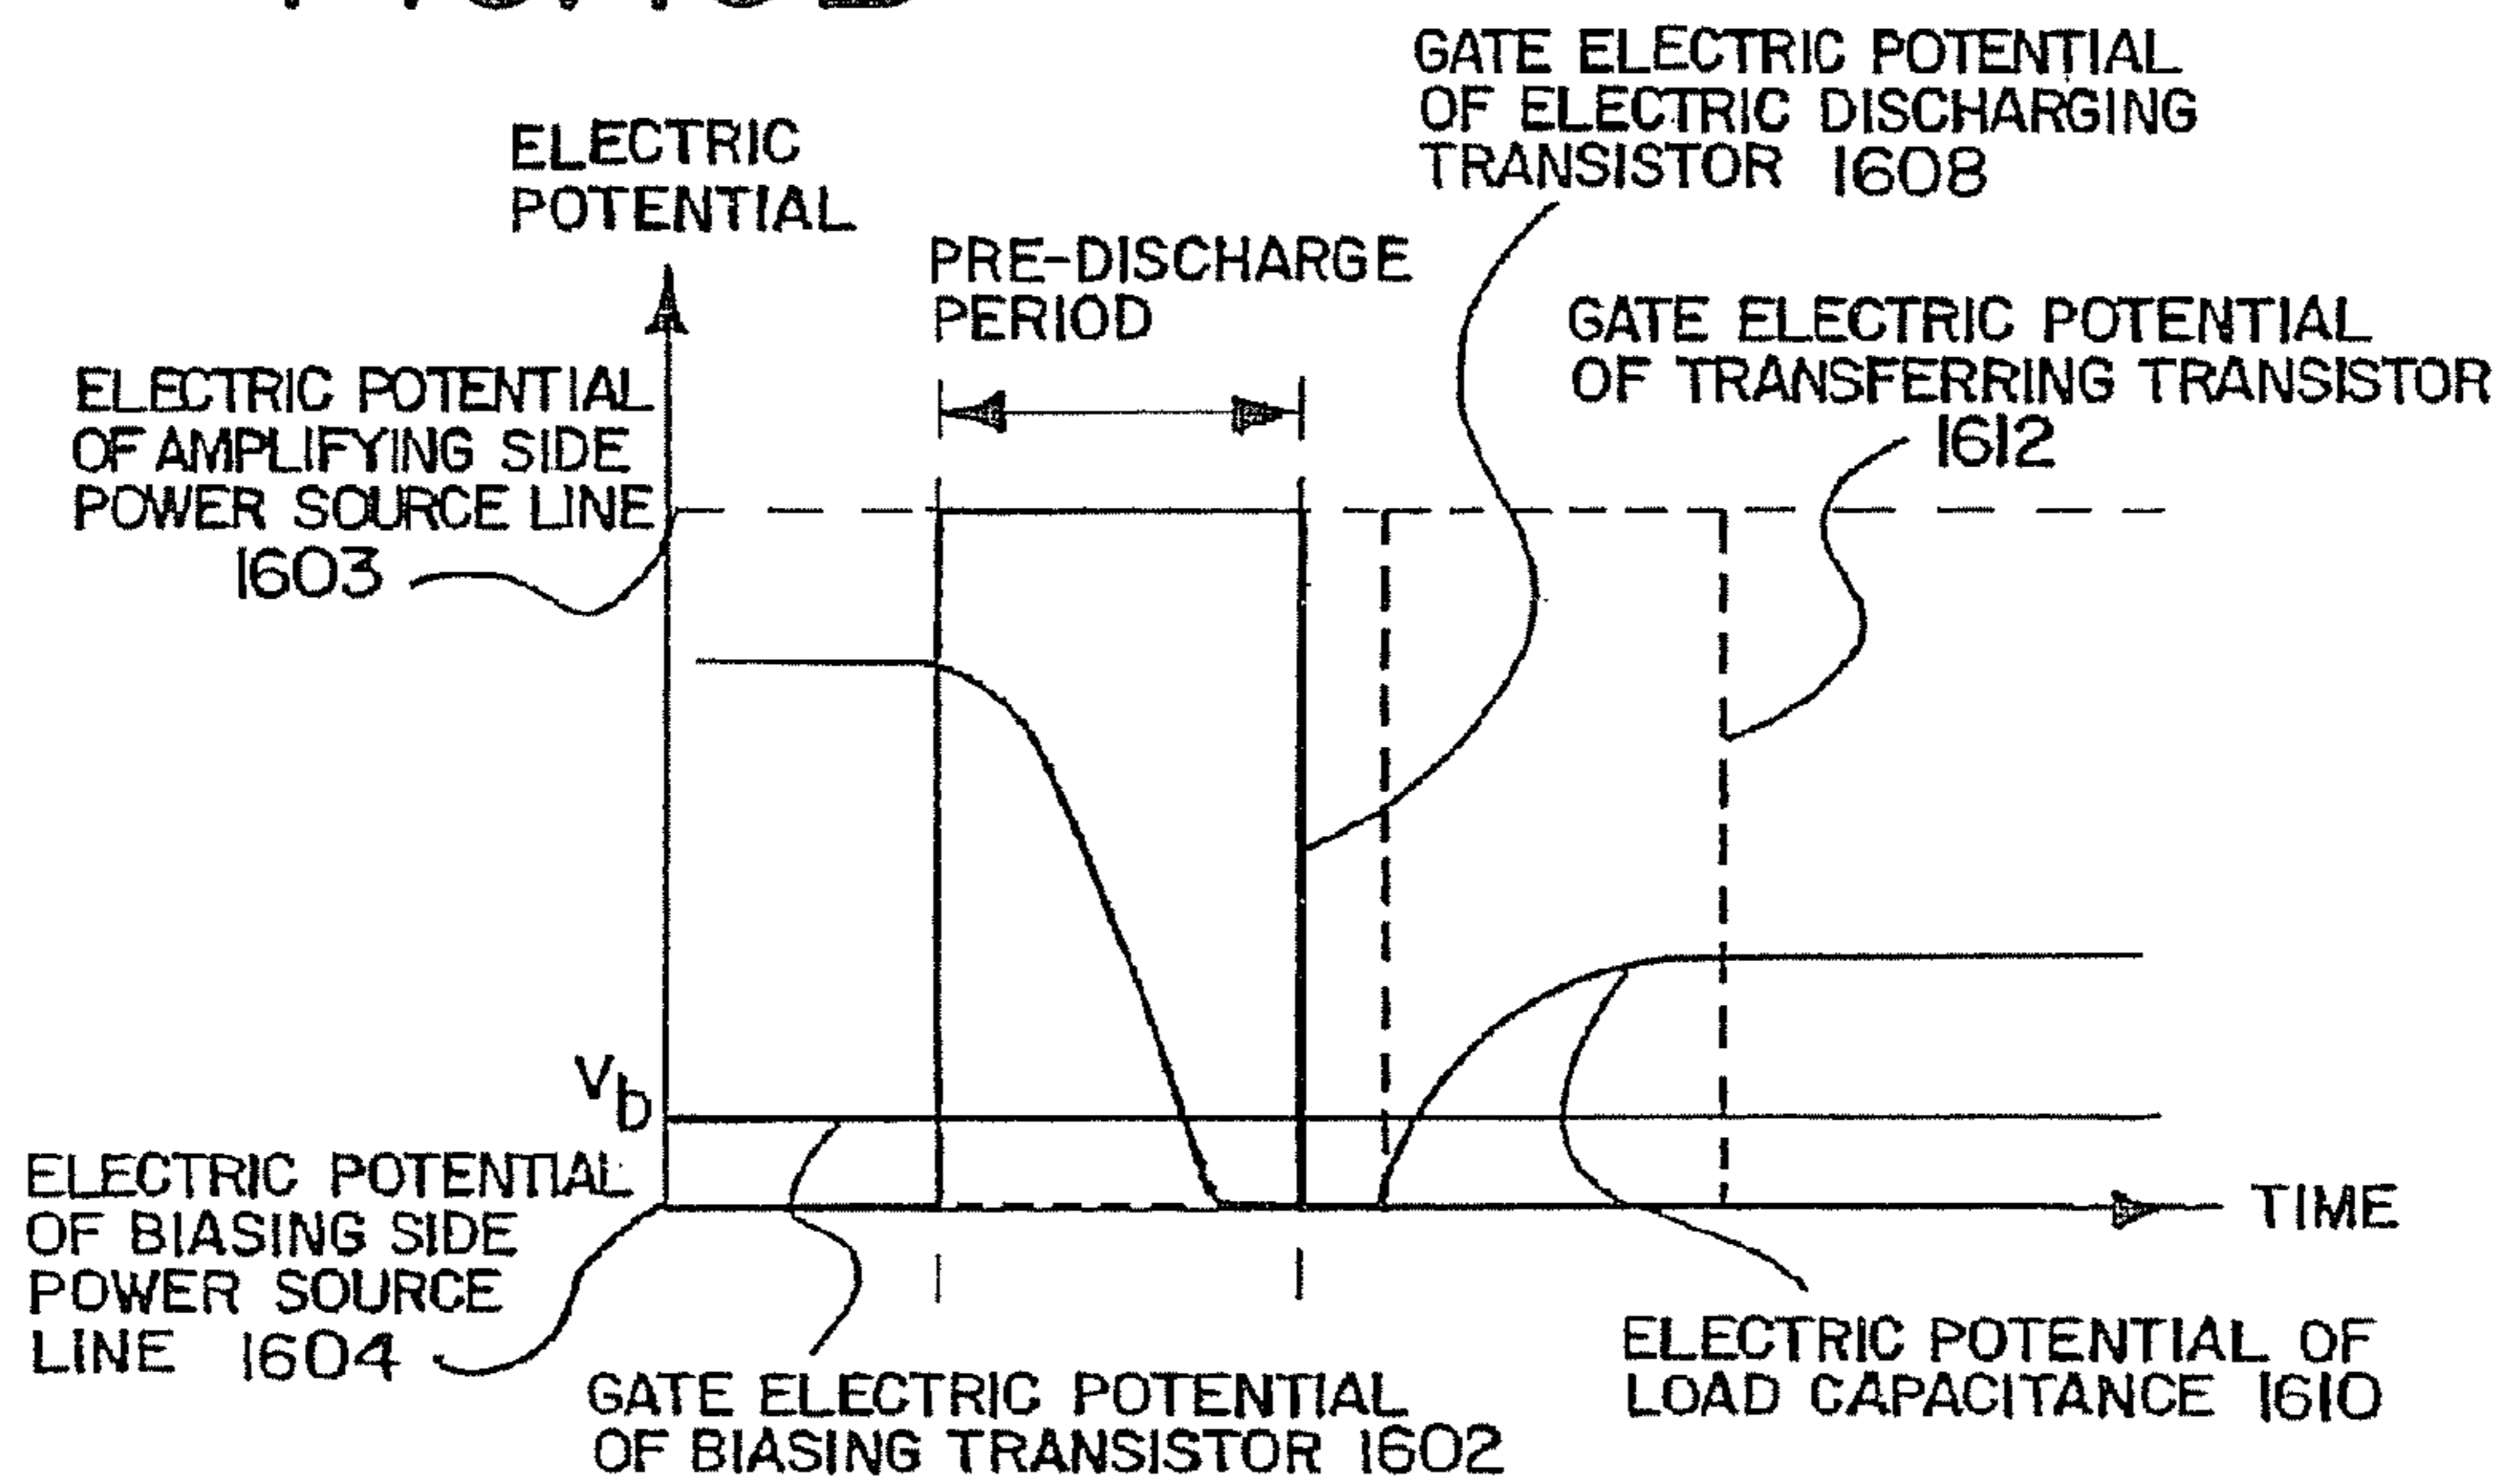 ELECTRIC
POTENTIAL
PRE-DISCHARGE
PERIOD
GATE ELECTRIC POTENTIAL
OF ELECTRIC DISCHARGING
TRANSISTOR 1608
GATE ELECTRIC POTENTIAL
OF TRANSFERRING TRANSISTOR
1612
ELECTRIC POTENTIAL
OF AMPLIFYING SIDE
POWER SOURCE LINE
1603
Vb
ELECTRIC POTENTIAL
OF BIASING SIDE
POWER SOURCE
LINE 1604
TIME
GATE ELECTRIC POTENTIAL
OF BIASING TRANSISTOR 1602
ELECTRIC POTENTIAL OF
LOAD CAPACITANCE 1610